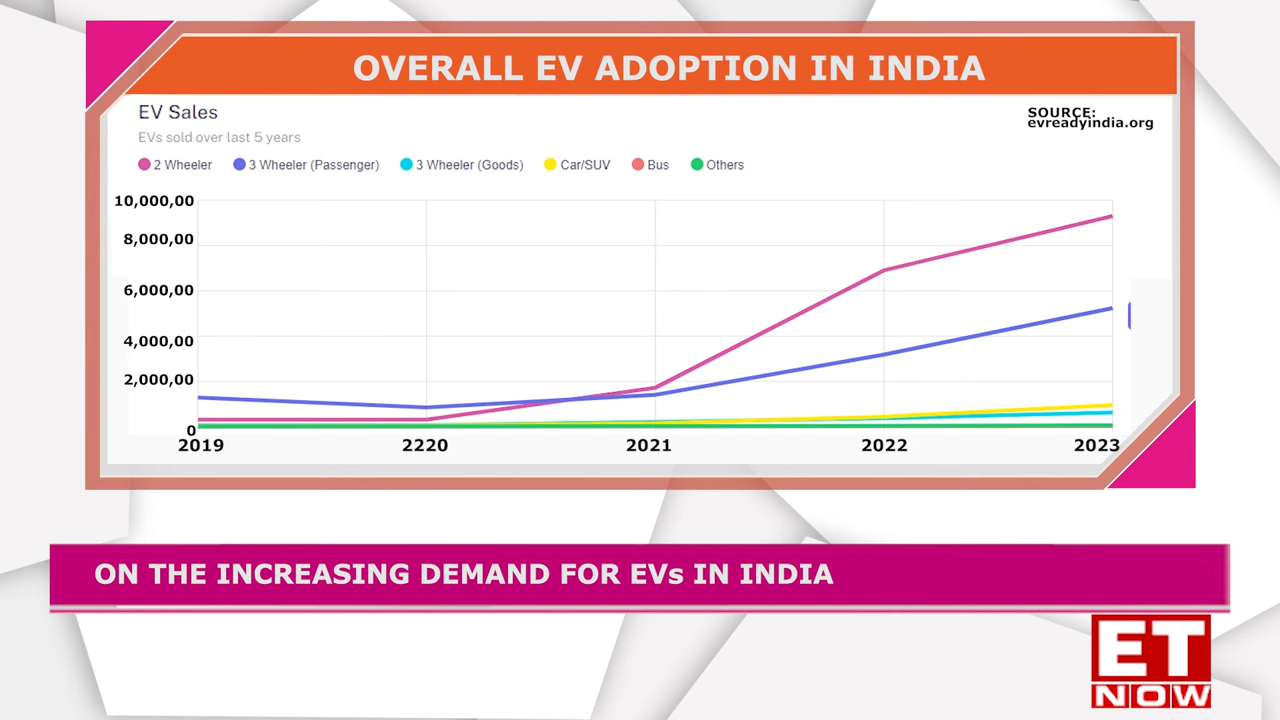 OVERALL EV ADOPTION IN INDIA
EV Sales
SOURCE:
evreadyindia.org
EVs sold over last 5 years
2 Wheeler 3 Wheeler (Passenger) 3 Wheeler (Goods) Car/SUV Bus Others
10,000,00
8,000,00
6,000,00
4,000,00
2,000,00
0
2019 2220 2021 2022 2023
ON THE INCREASING DEMAND FOR EVs IN INDIA
ET
NOW